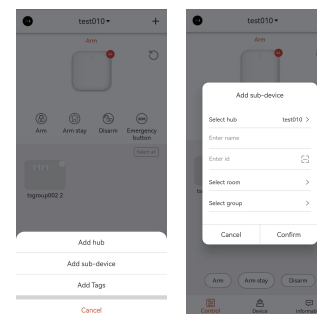 test010
+
Arm
Arm
Arm stay
Disarm
Emergency
button
Select all
tsgroup002 2
Add hub
Add sub-device
Add Tags
Cancel
test010
+
Arm
Add sub-device
Select hub
test010 >
Enter name
Enter id
Select room
>
Select group
>
Cancel
Confirm
Arm
Arm stay
Disarm
Control
Device